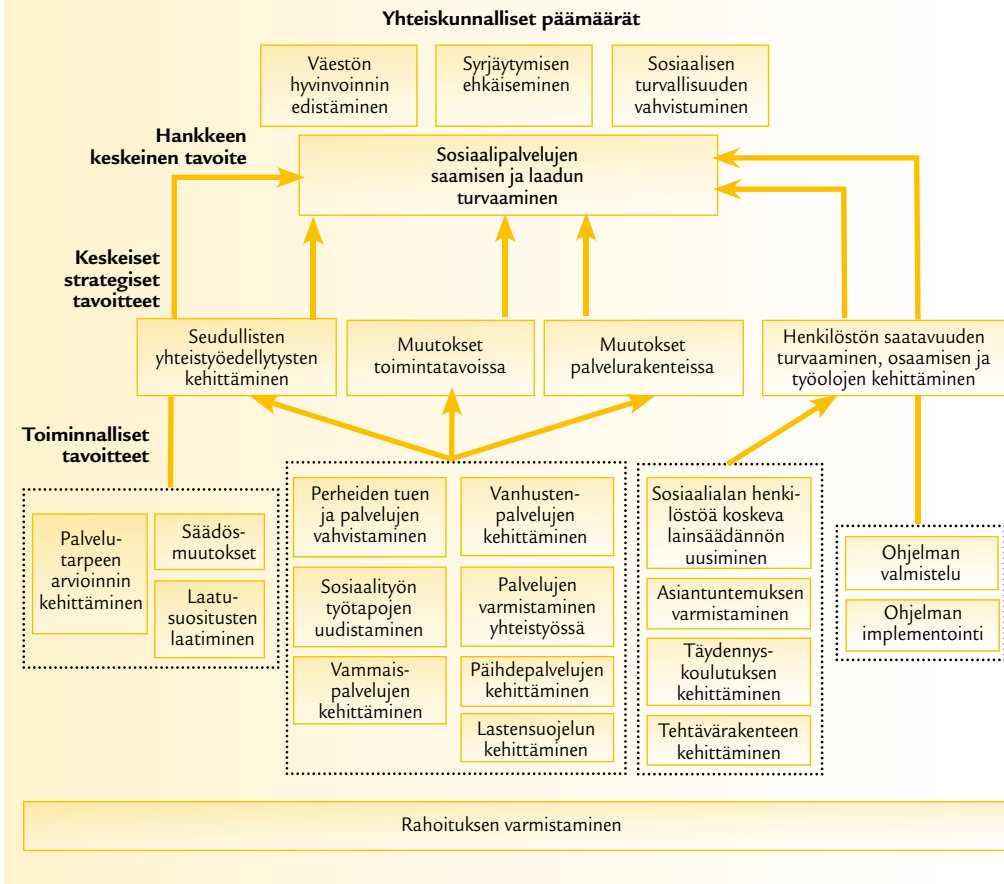 Yhteiskunnalliset päämäärät
Väestön
hyvinvoinnin
edistäminen
Syrjäytymisen
ehkäiseminen
Sosiaalisen
turvallisuuden
vahvistuminen
Hankkeen
keskeinen tavoite
Sosiaalipalvelujen
saamisen ja laadun
turvaaminen
Keskeiset
strategiset
tavoitteet
Seudullisten
yhteistyöedellytysten
kehittäminen
Muutokset
toimintatavoissa
Muutokset
palvelurakenteissa
Henkilöstön saatavuuden
turvaaminen, osaamisen ja
työolojen kehittäminen
Toiminnalliset
tavoitteet
Palvelu-
tarpeen
arvioinnin
kehittäminen
Säädös-
muutokset
Laatu-
suositusten
laatiminen
Perheiden tuen
ja palvelujen
vahvistaminen
Vanhusten-
palvelujen
kehittäminen
Sosiaalityön
työtapojen
uudistaminen
Palvelujen
varmistaminen
yhteistyössä
Vammais-
palvelujen
kehittäminen
Päihdepalvelujen
kehittäminen
Lastensuojelun
kehittäminen
Sosiaalialan henki-
löstöä koskeva
lainsäädännön
uusiminen
Asiantuntemuksen
varmistaminen
Täydennys-
koulutuksen
kehittäminen
Tehtävärakenteen
kehittäminen
Ohjelman
valmistelu
Ohjelman
implementointi
Rahoituksen varmistaminen